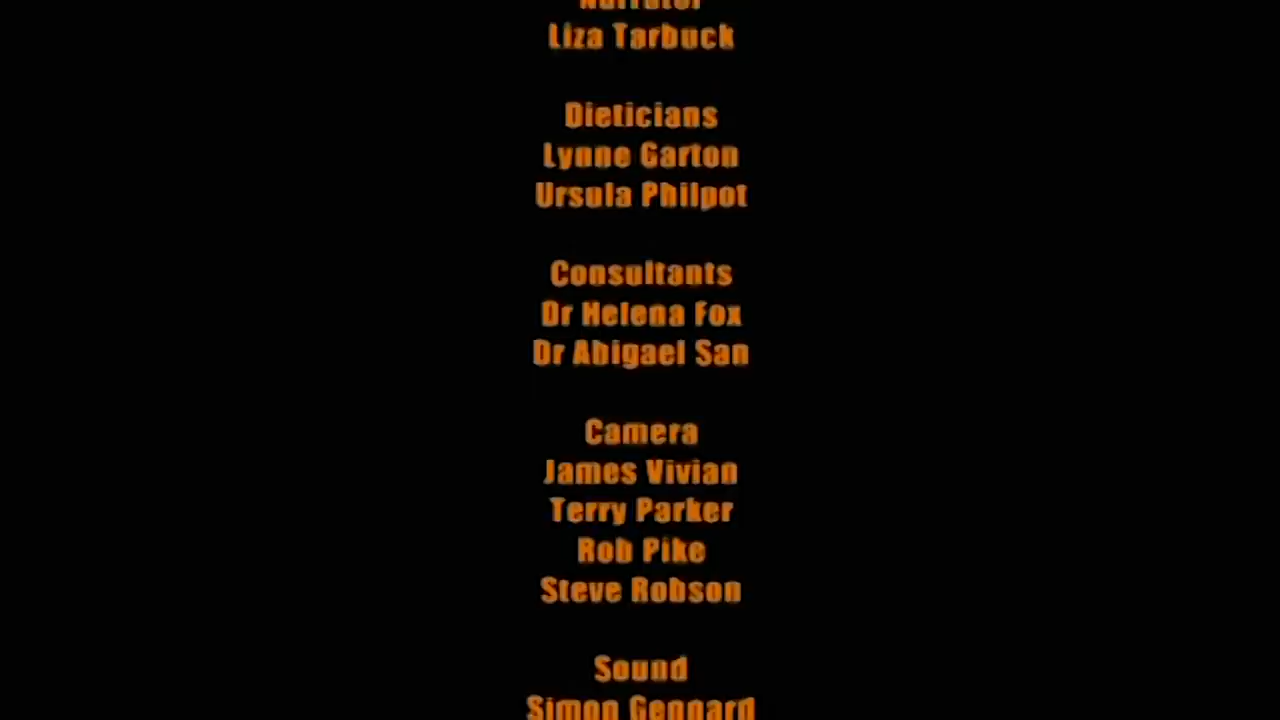 Narrator
Liza Tarbuck
Dieticians
Lynne Garton
Ursula Philpot
Consultants
Dr Helena Fox
Dr Abigael San
Camera
James Vivian
Terry Parker
Rob Pike
Steve Robson
Sound
Simon Gennard